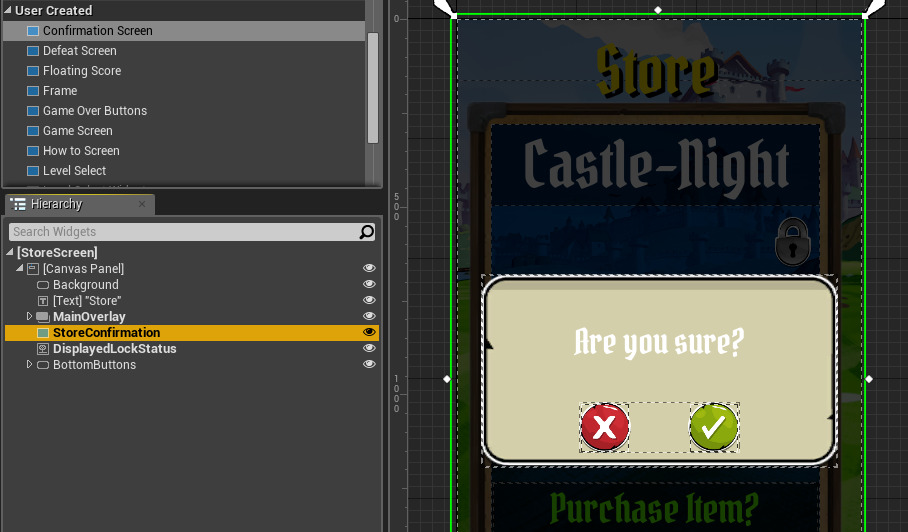 User Created
Confirmation Screen
Defeat Screen
Floating Score
Frame
Game Over Buttons
Game Screen
How to Screen
Level Select
Hierarchy
Search Widgets
[StoreScreen]
[Canvas Panel]
Background
[Text] "Store"
MainOverlay
StoreConfirmation
DisplayedLockStatus
BottomButtons
0
500
1000
Store
Castle-Night
Are you sure?
Purchase Item?